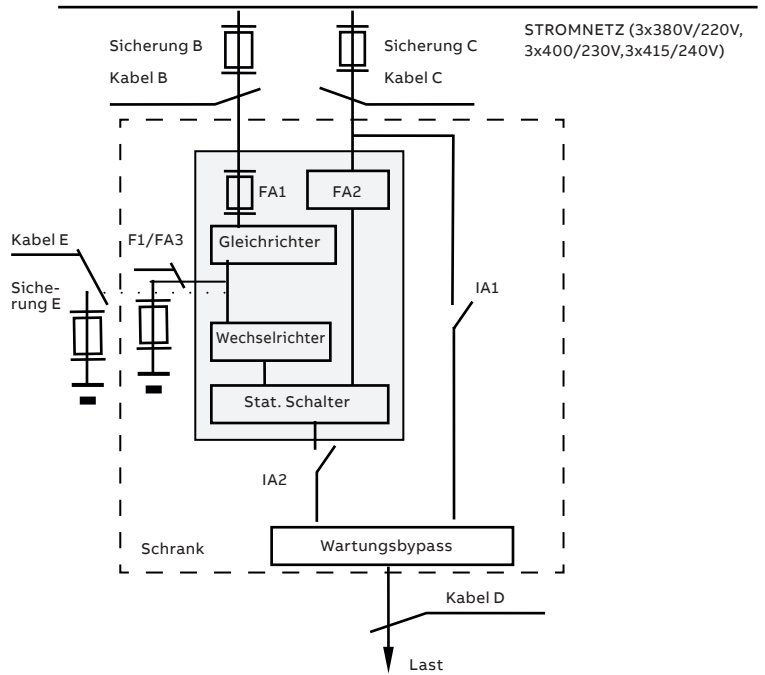 STROMNETZ (3x380V/220V,
3x400/230V,3x415/240V)
Sicherung B
Sicherung C
Kabel B
Kabel C
FA1
FA2
Kabel E
F1/FA3
Gleichrichter
Siche-
rung E
IA1
Wechselrichter
Stat. Schalter
IA2
Schrank
Wartungsbypass
Kabel D
Last